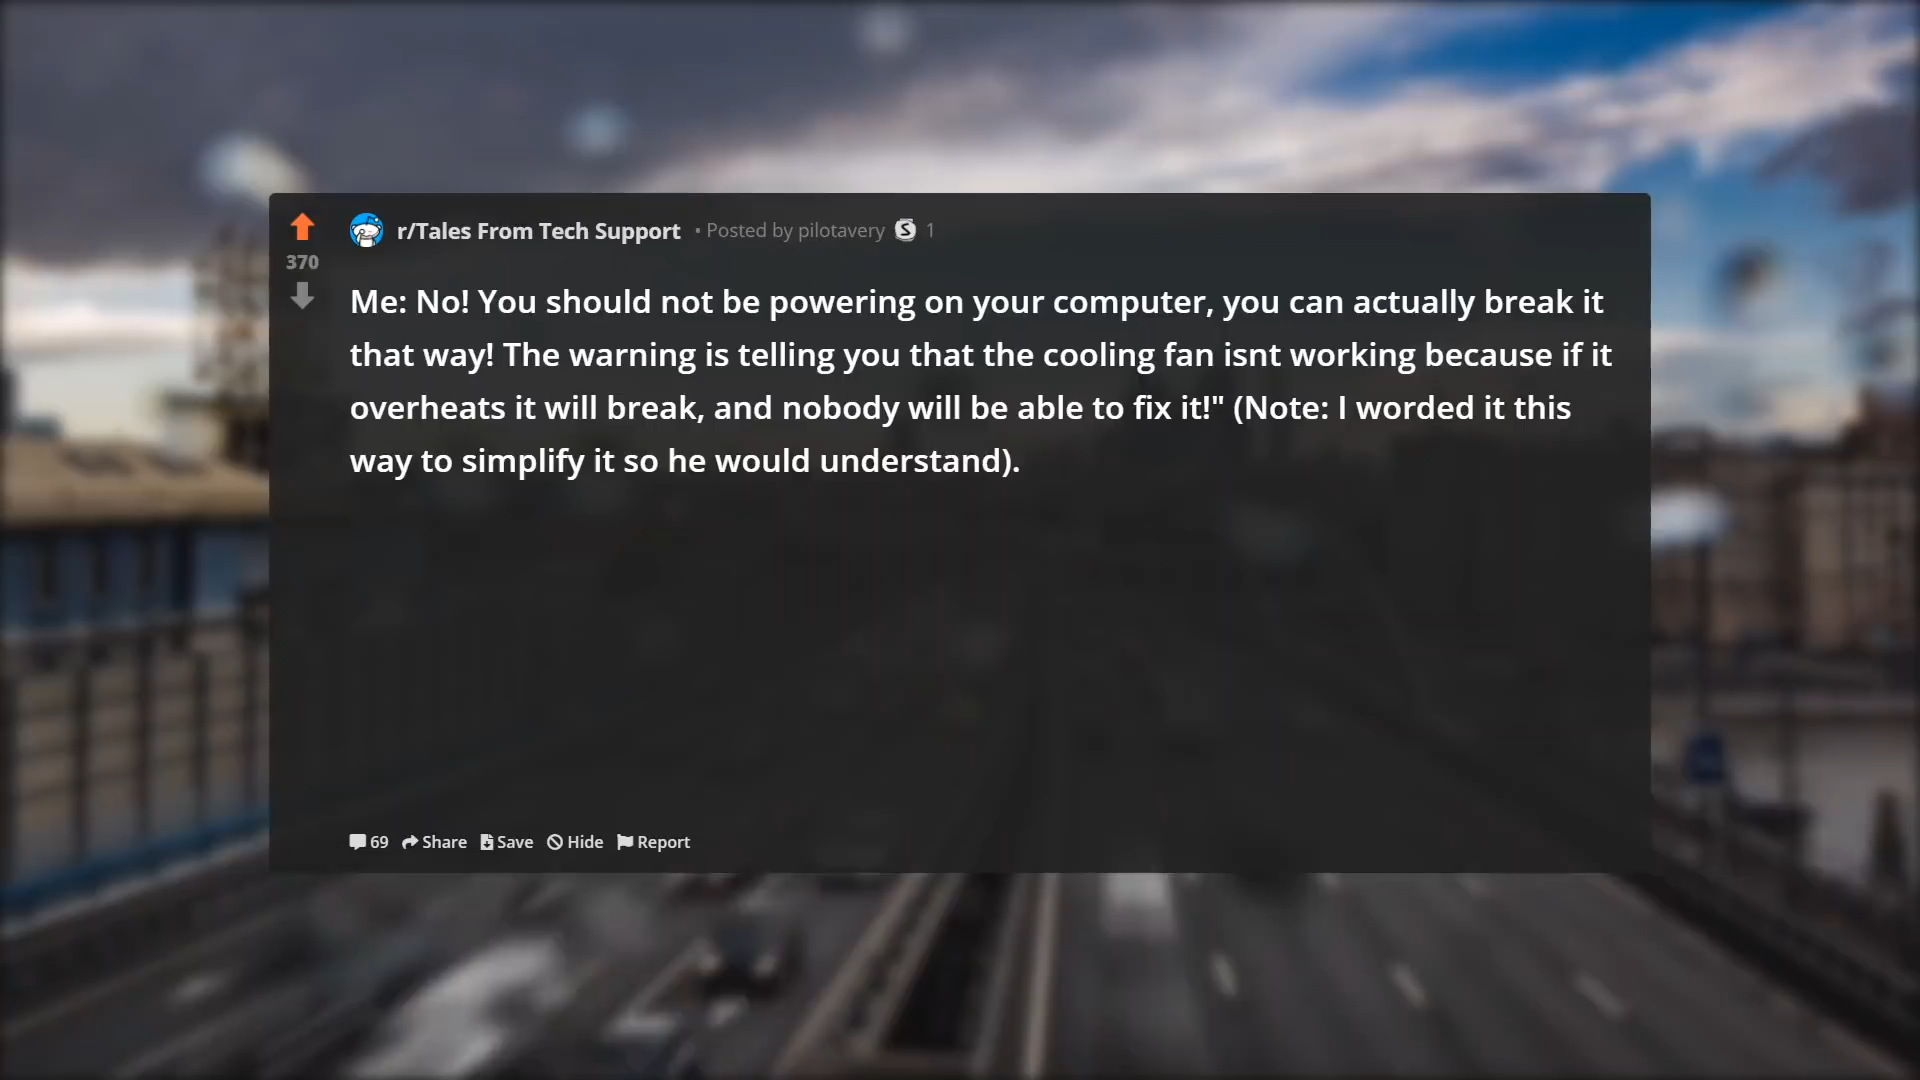 r/Tales From Tech Support • Posted by pilotavery S 1
370
Me: No! You should not be powering on your computer, you can actually break it
that way! The warning is telling you that the cooling fan isnt working because if it
overheats it will break, and nobody will be able to fix it!" (Note: I worded it this
way to simplify it so he would understand).
69 Share Save Hide Report